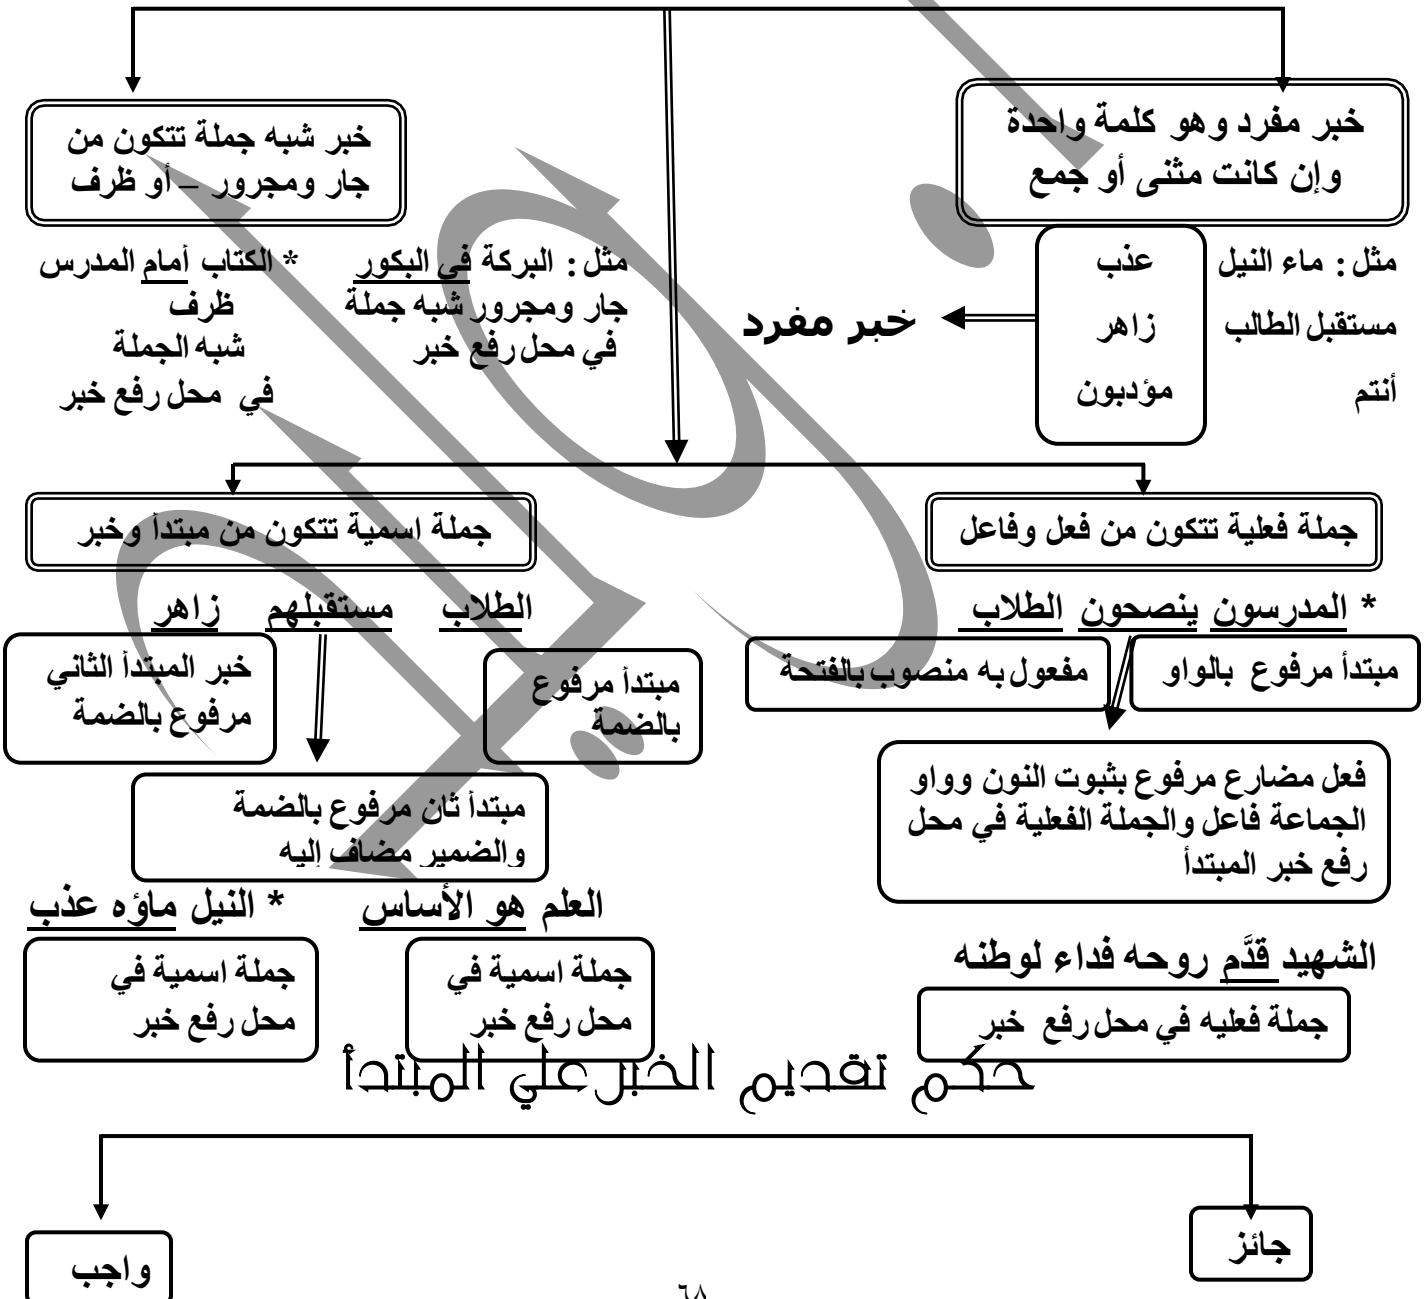 خبر مفرد وهو كلمة واحدة
وإن كانت مثنى أو جمع
خبر شبه جملة تتكون من
جار ومجرور – أو ظرف
مثل : ماء النيل عذب
مستقبل الطالب زاهر
أنتم مؤدبون
خبر مفرد
مثل : البركة في البكور
جار ومجرور شبه جملة
في محل رفع خبر
* الكتاب أمام المدرس
ظرف
شبه الجملة
في محل رفع خبر
جملة فعلية تتكون من فعل وفاعل
جملة اسمية تتكون من مبتدأ وخبر
* المدرسون ينصحون الطلاب
مبتدأ مرفوع بالواو
مفعول به منصوب بالفتحة
فعل مضارع مرفوع بثبوت النون وواو
الجماعة فاعل والجملة الفعلية في محل
رفع خبر المبتدأ
الطلاب مستقبلهم زاهر
مبتدأ مرفوع
بالضمة
خبر المبتدأ الثاني
مرفوع بالضمة
مبتدأ ثان مرفوع بالضمة
والضمير مضاف إليه
الشهيد قدَّم روحه فداء لوطنه
جملة فعليه في محل رفع خبر
العلم هو الأساس
* النيل ماؤه عذب
جملة اسمية في
محل رفع خبر
جملة اسمية في
محل رفع خبر
حكم تقديم الخبر علي المبتدأ
جائز
واجب
٦٨